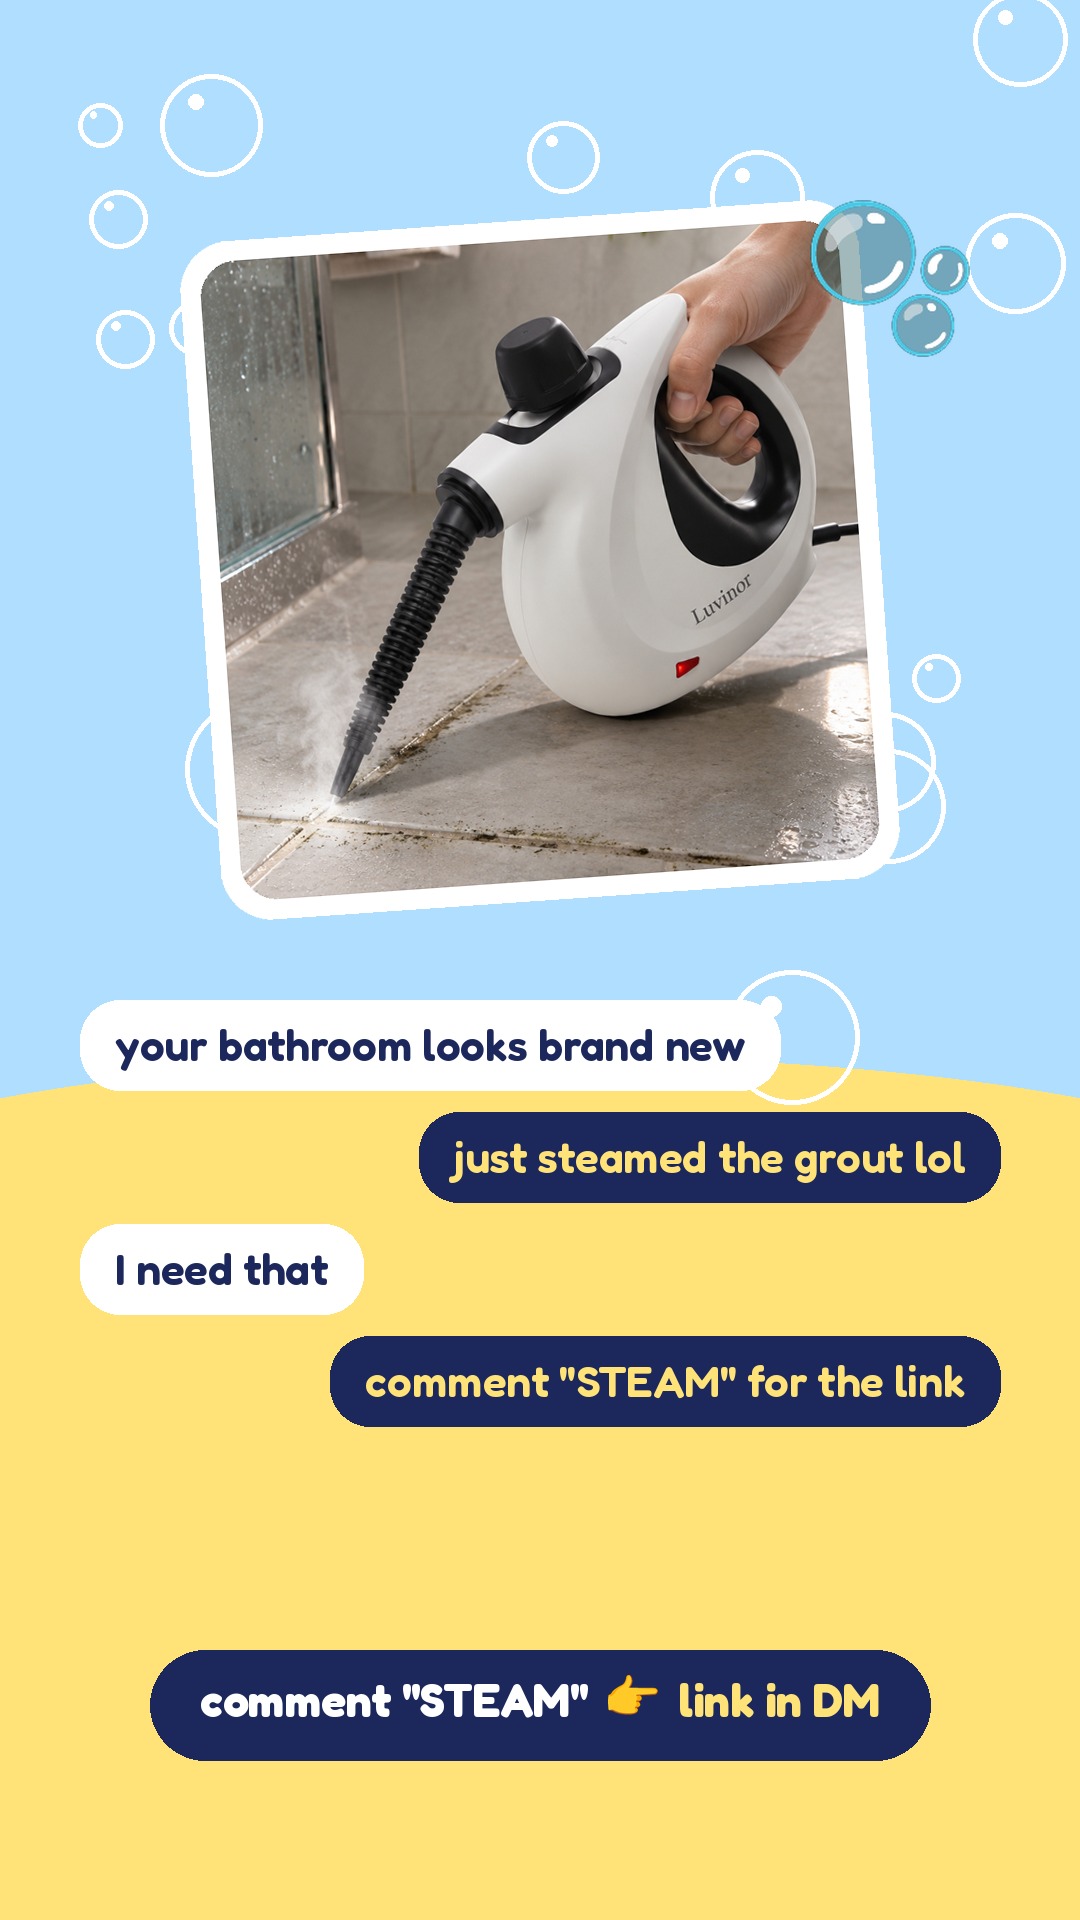 Luvinor
your bathroom looks brand new
just steamed the grout lol
I need that
comment "STEAM" for the link
comment "STEAM" 👉 link in DM